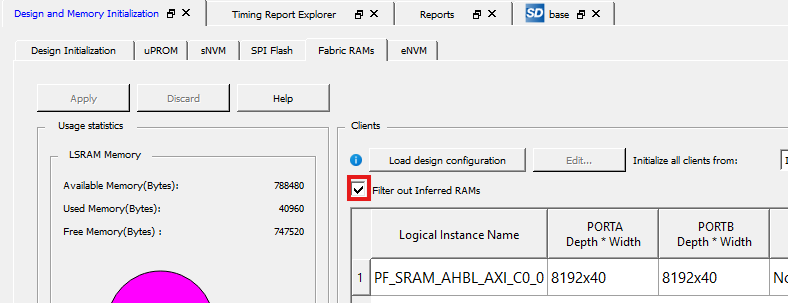 Design and Memory Initialization
Timing Report Explorer
Reports
SD base
Design Initialization
uPROM
sNVM
SPI Flash
Fabric RAMs
eNVM
Apply
Discard
Help
Usage statistics
LSRAM Memory
Available Memory(Bytes): 788480
Used Memory(Bytes): 40960
Free Memory(Bytes) : 747520
Clients
Load design configuration
Edit...
Initialize all clients from:
Filter out Inferred RAMs
Logical Instance Name
PORTA
Depth * Width
PORTB
Depth * Width
1 PF_SRAM_AHBL_AXI_C0_0 8192x40 8192x40